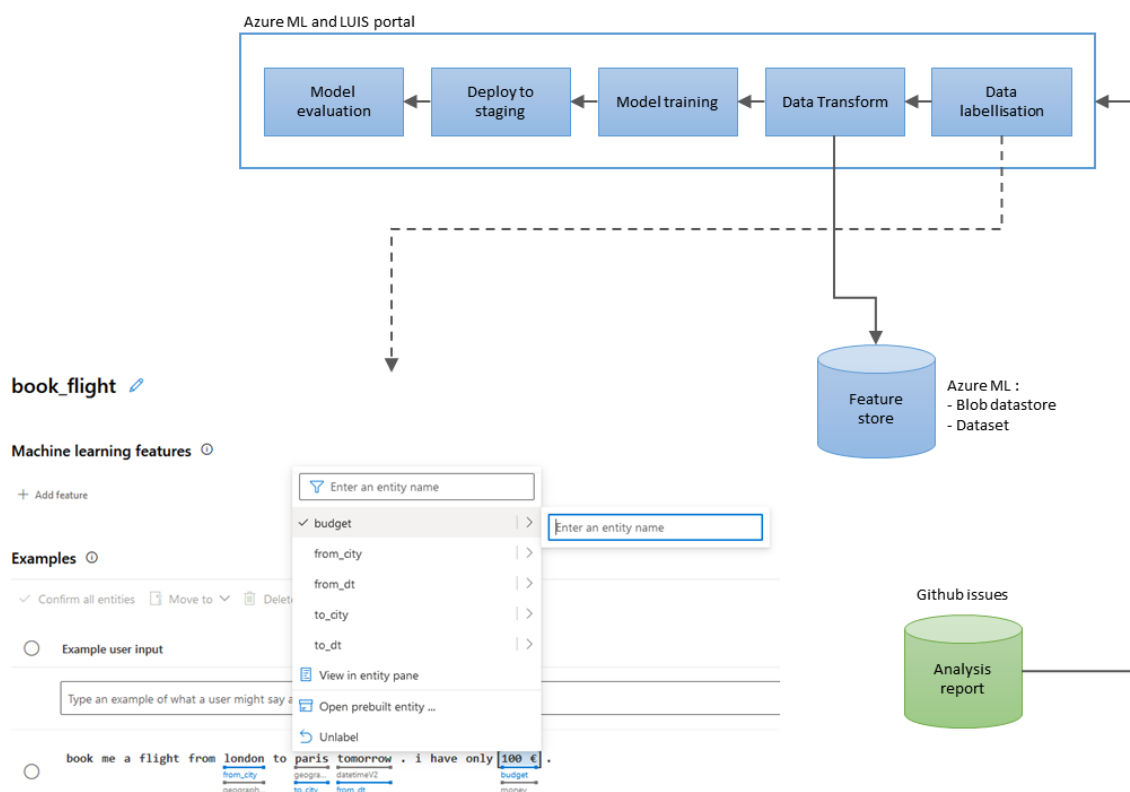 Azure ML and LUIS portal
Model
evaluation
Deploy to
staging
Model training
Data Transform
Data
labellisation
Feature
store
Azure ML :
- Blob datastore
- Dataset
book_flight
Machine learning features
Add feature
Enter an entity name
budget
Enter an entity name
from_city
from_dt
to_city
to_dt
View in entity pane
Open prebuilt entity ...
Unlabel
Examples
Confirm all entities Move to Delet
Example user input
Type an example of what a user might say a
book me a flight from london to paris tomorrow . i have only 100 € .
from_city geogra... datetimeV2 budget
geograph... to_city from_dt money
Github issues
Analysis
report